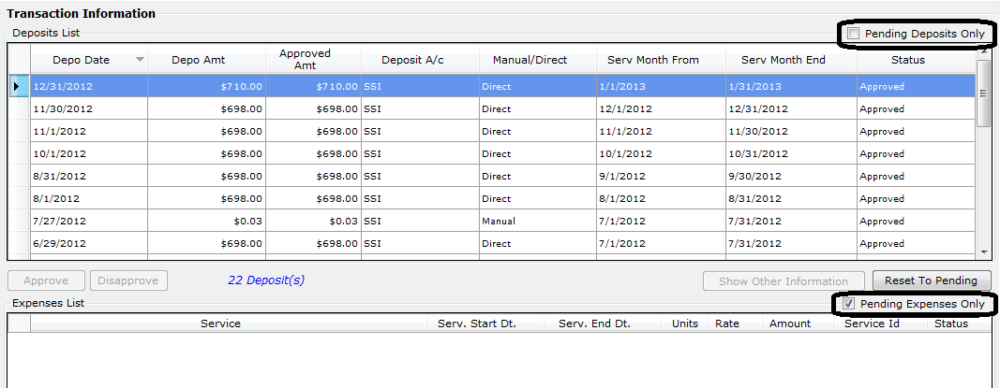 Transaction Information
Deposits List Pending Deposits Only
Depo Date Depo Amt Approved Amt Deposit A/c Manual/Direct Serv Month From Serv Month End Status
12/31/2012 $710.00 $710.00 SSI Direct 1/1/2013 1/31/2013 Approved
11/30/2012 $698.00 $698.00 SSI Direct 12/1/2012 12/31/2012 Approved
11/1/2012 $698.00 $698.00 SSI Direct 11/1/2012 11/30/2012 Approved
10/1/2012 $698.00 $698.00 SSI Direct 10/1/2012 10/31/2012 Approved
8/31/2012 $698.00 $698.00 SSI Direct 9/1/2012 9/30/2012 Approved
8/1/2012 $698.00 $698.00 SSI Direct 8/1/2012 8/31/2012 Approved
7/27/2012 $0.03 $0.03 SSI Manual 7/1/2012 7/31/2012 Approved
6/29/2012 $698.00 $698.00 SSI Direct 7/1/2012 7/31/2012 Approved
Approve Disapprove 22 Deposit(s) Show Other Information Reset To Pending
Expenses List Pending Expenses Only
Service Serv. Start Dt. Serv. End Dt. Units Rate Amount Service Id Status